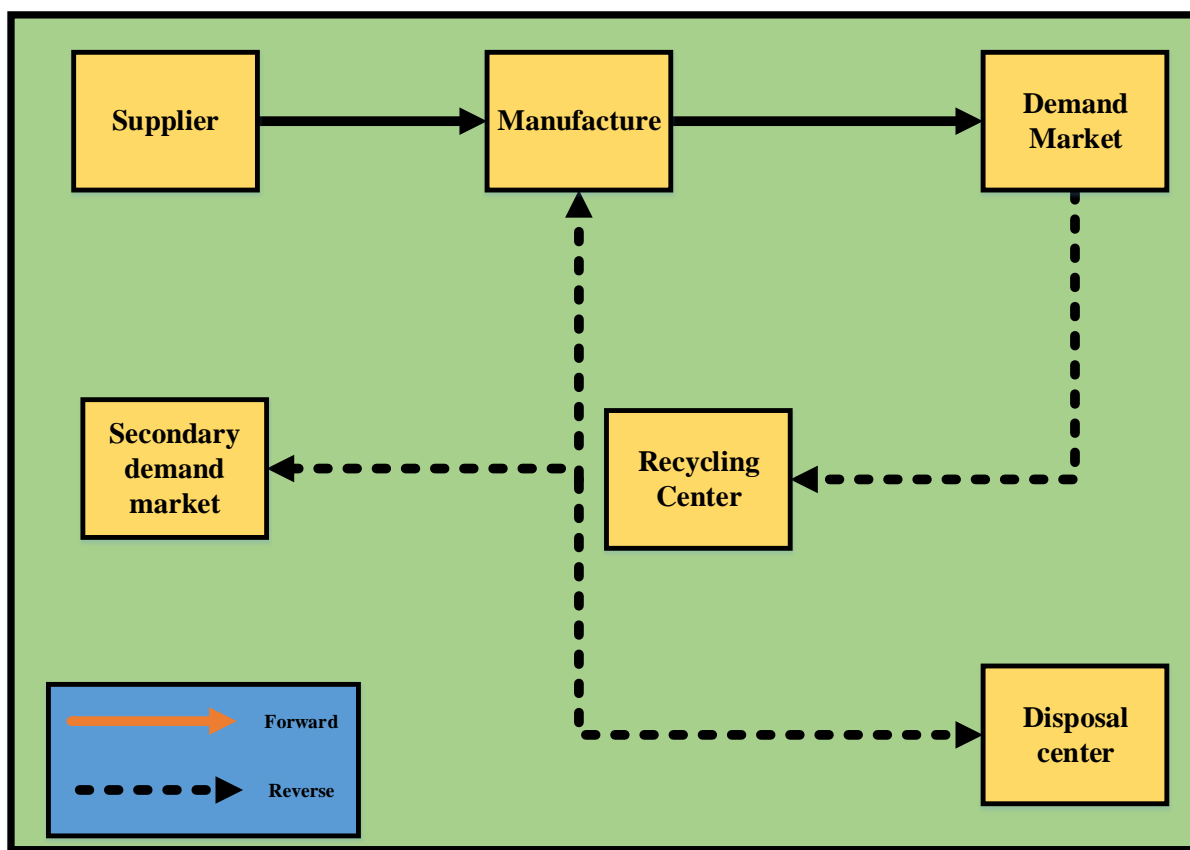 Supplier
Manufacture
Demand
Market
Secondary
demand
market
Recycling
Center
Disposal
center
Forward
Reverse